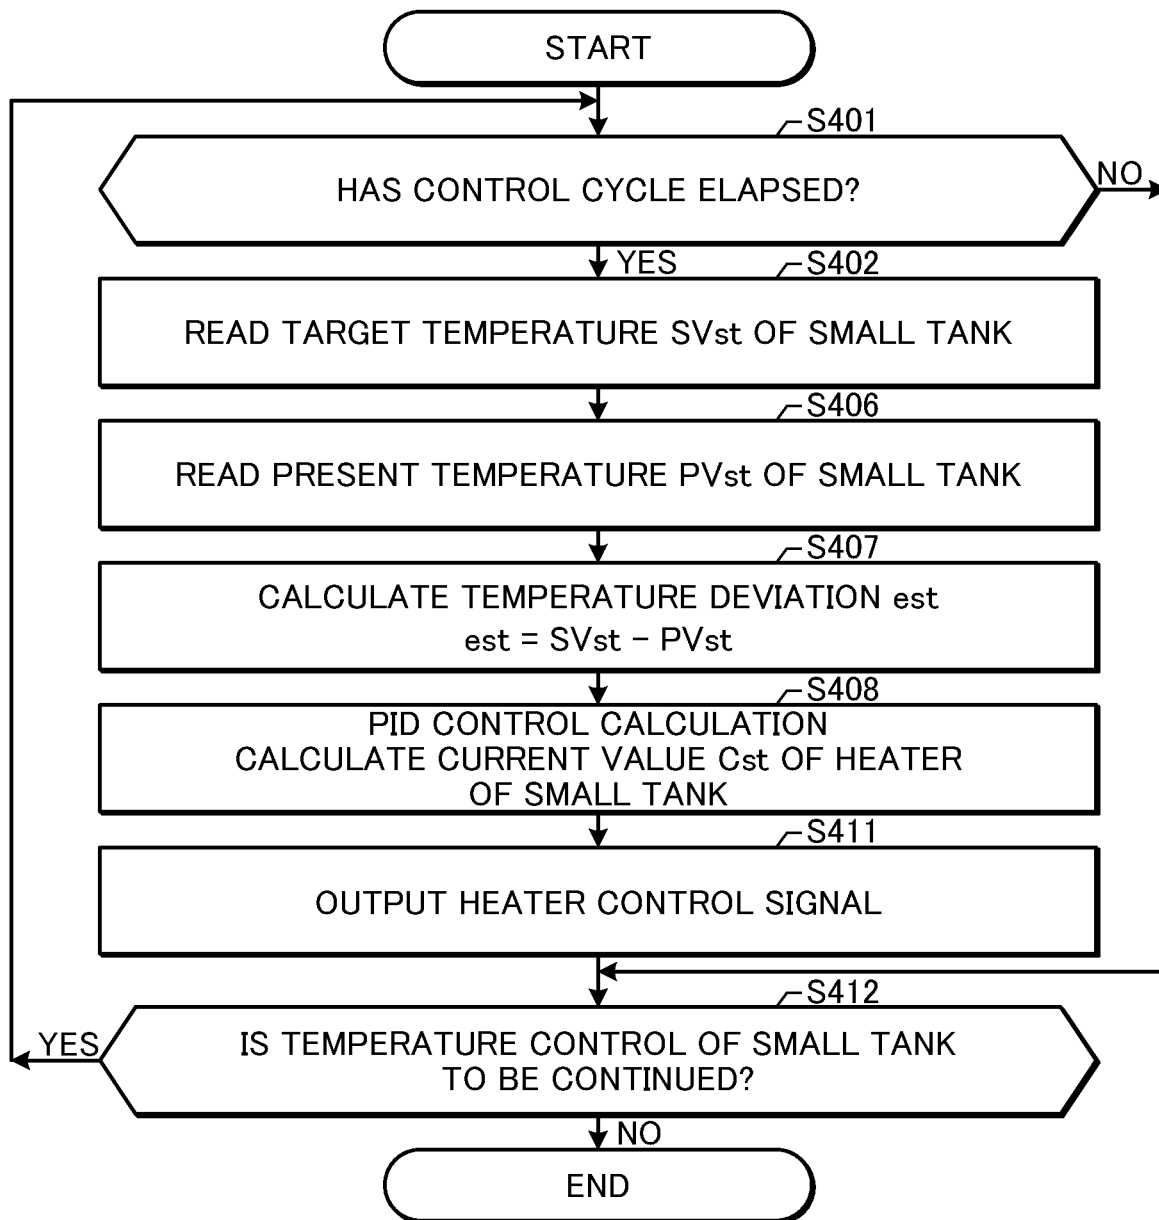 START
S401
HAS CONTROL CYCLE ELAPSED?
NO
YES
S402
READ TARGET TEMPERATURE SVst OF SMALL TANK
S406
READ PRESENT TEMPERATURE PVst OF SMALL TANK
S407
CALCULATE TEMPERATURE DEVIATION est
est = SVst − PVst
S408
PID CONTROL CALCULATION
CALCULATE CURRENT VALUE Cst OF HEATER
OF SMALL TANK
S411
OUTPUT HEATER CONTROL SIGNAL
S412
YES
IS TEMPERATURE CONTROL OF SMALL TANK
TO BE CONTINUED?
NO
END